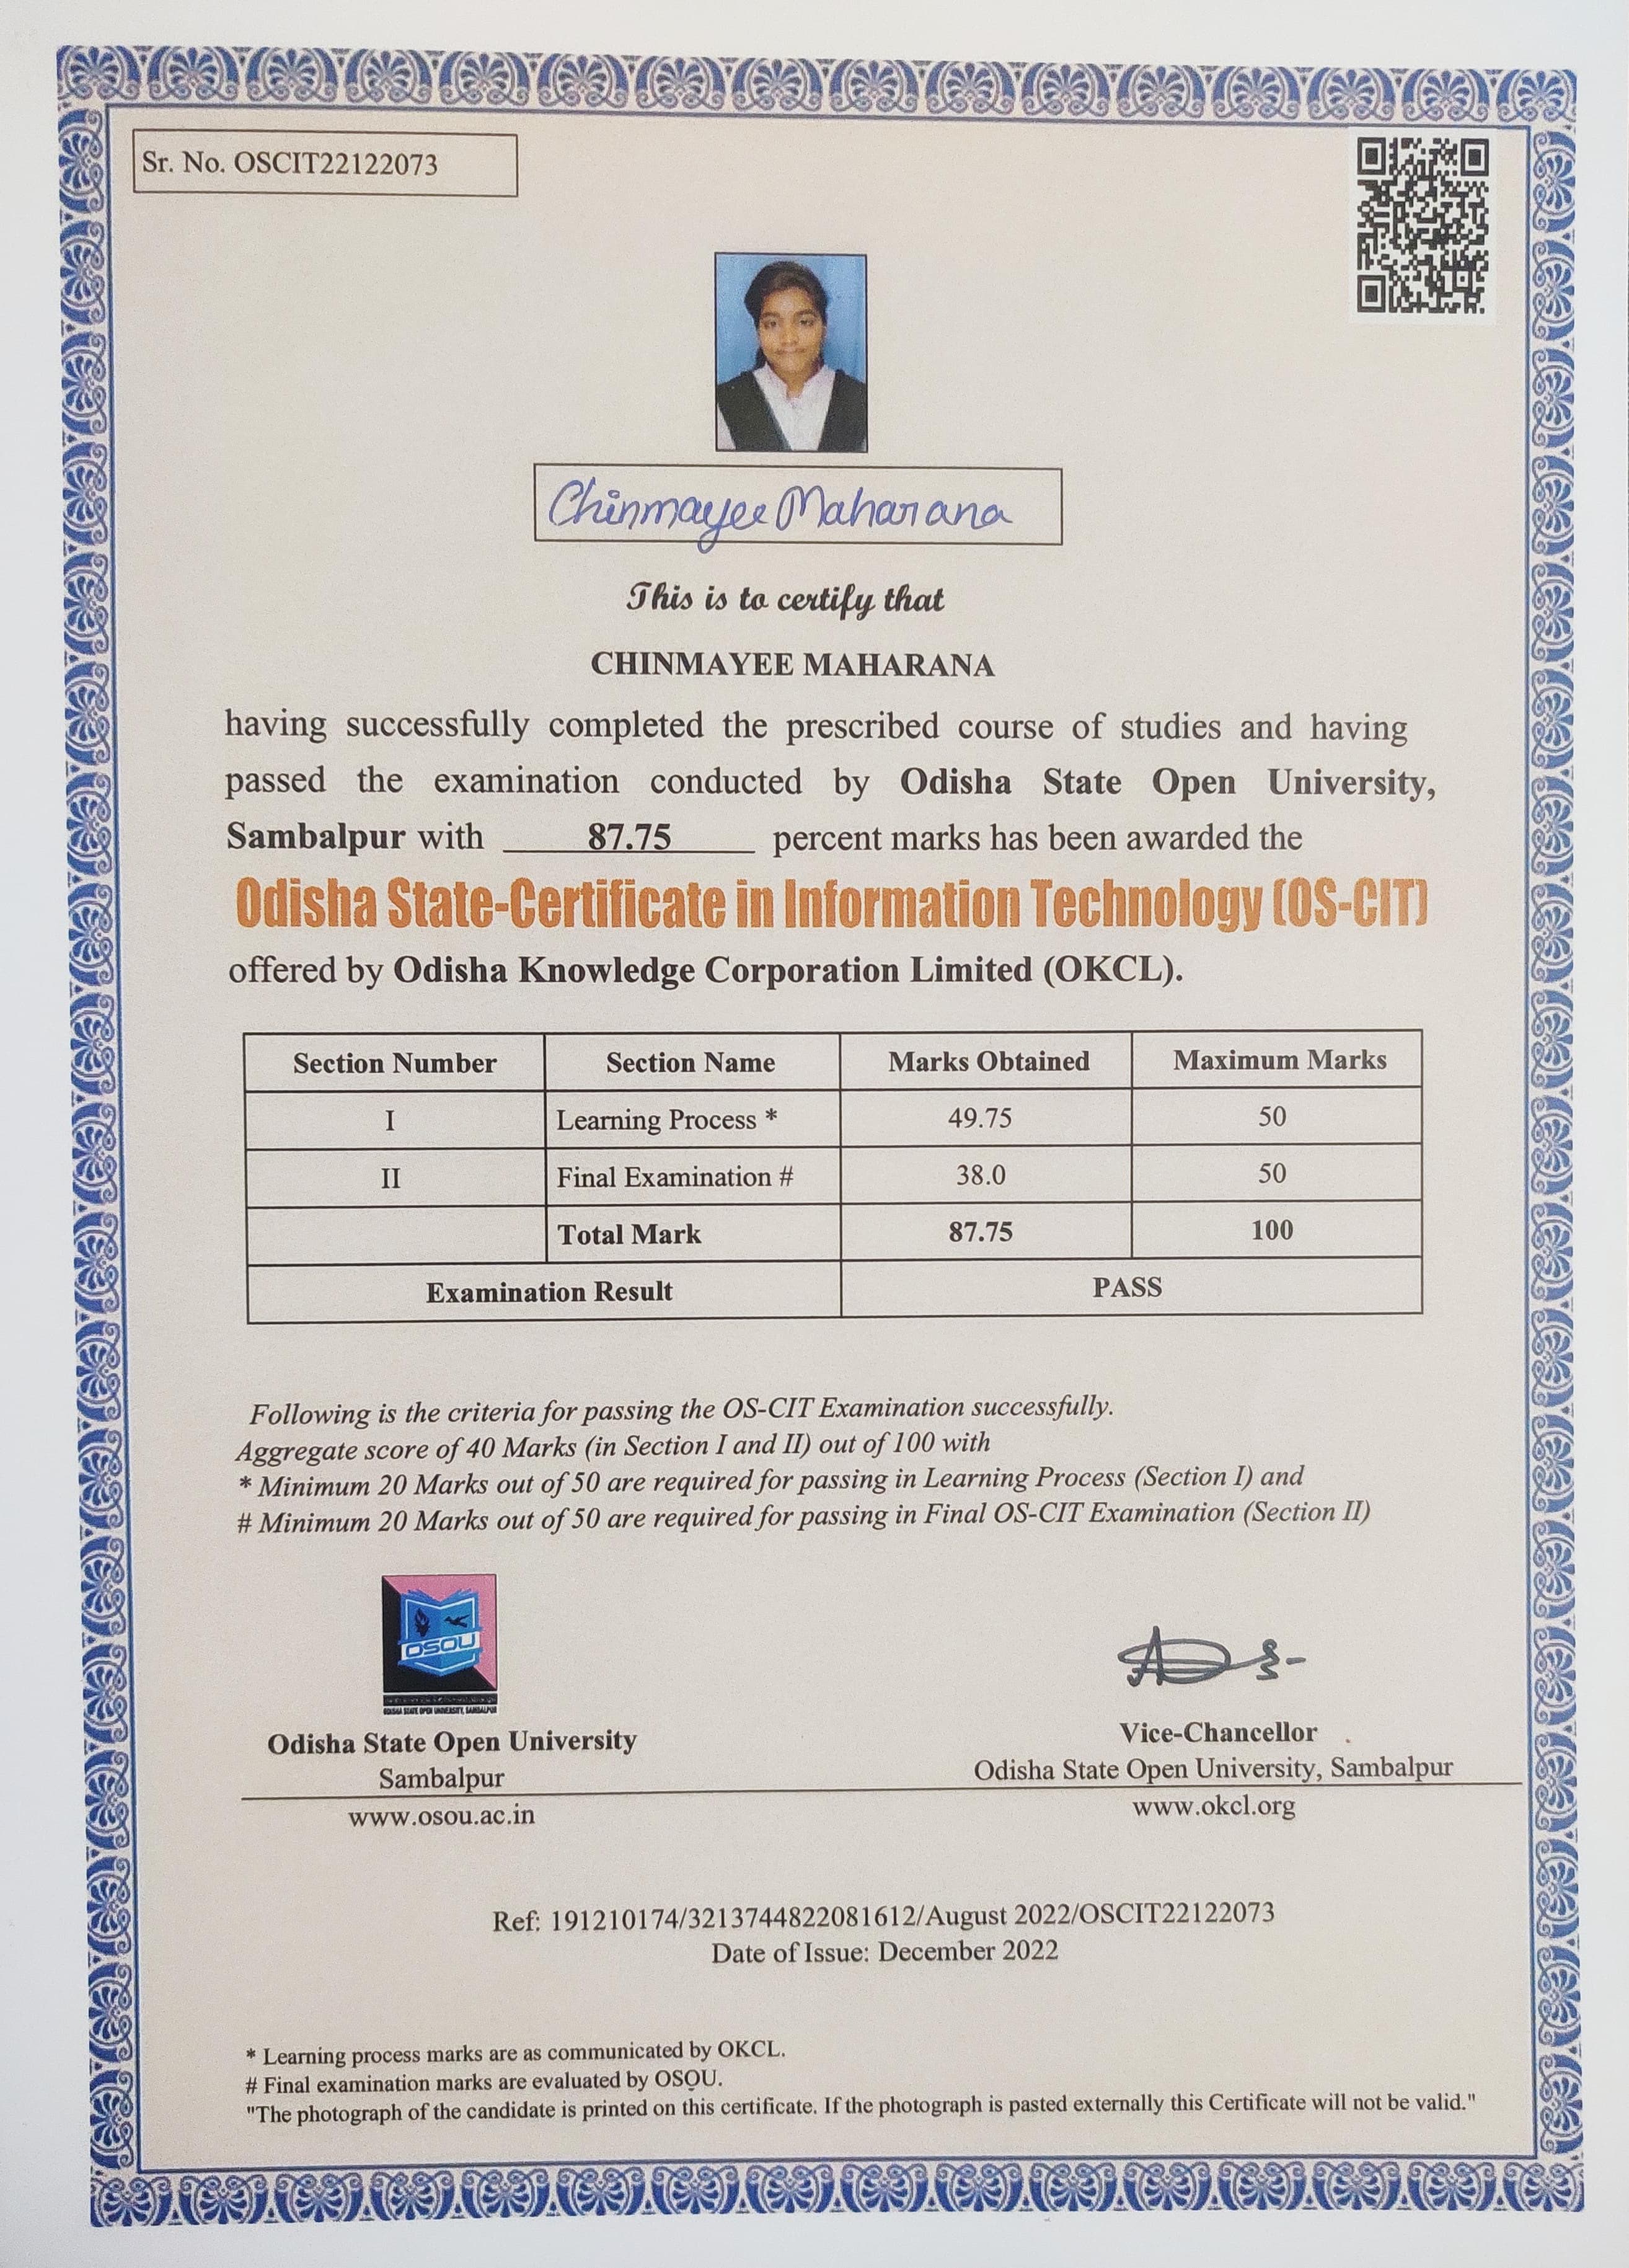 Sr. No. OSCIT22122073
Chinmayee Maharana
This is to certify that
CHINMAYEE MAHARANA
having successfully completed the prescribed course of studies and having
passed the examination conducted by Odisha State Open University,
Sambalpur with 87.75 percent marks has been awarded the
Odisha State-Certificate in Information Technology (OS-CIT)
offered by Odisha Knowledge Corporation Limited (OKCL).
Section Number Section Name Marks Obtained Maximum Marks
I Learning Process * 49.75 50
II Final Examination # 38.0 50
Total Mark 87.75 100
Examination Result PASS
Following is the criteria for passing the OS-CIT Examination successfully.
Aggregate score of 40 Marks (in Section I and II) out of 100 with
* Minimum 20 Marks out of 50 are required for passing in Learning Process (Section I) and
# Minimum 20 Marks out of 50 are required for passing in Final OS-CIT Examination (Section II)
OSOU
ODISHA STATE OPEN UNIVERSITY, SAMBALPUR
Odisha State Open University
Sambalpur
www.osou.ac.in
Vice-Chancellor
Odisha State Open University, Sambalpur
www.okcl.org
Ref: 191210174/3213744822081612/August 2022/OSCIT22122073
Date of Issue: December 2022
* Learning process marks are as communicated by OKCL.
# Final examination marks are evaluated by OSOU.
"The photograph of the candidate is printed on this certificate. If the photograph is pasted externally this Certificate will not be valid."